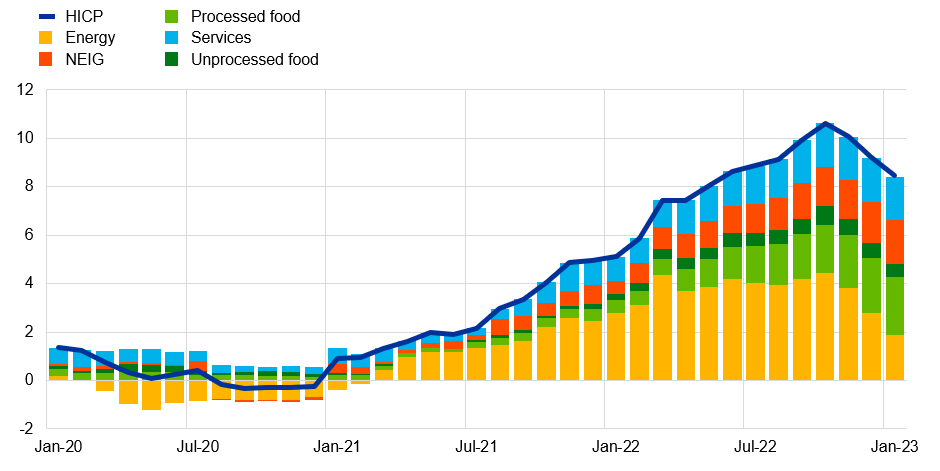 HICP
Energy
NEIG
Processed food
Services
Unprocessed food
12
10
8
6
4
2
0
-2
Jan-20 Jul-20 Jan-21 Jul-21 Jan-22 Jul-22 Jan-23